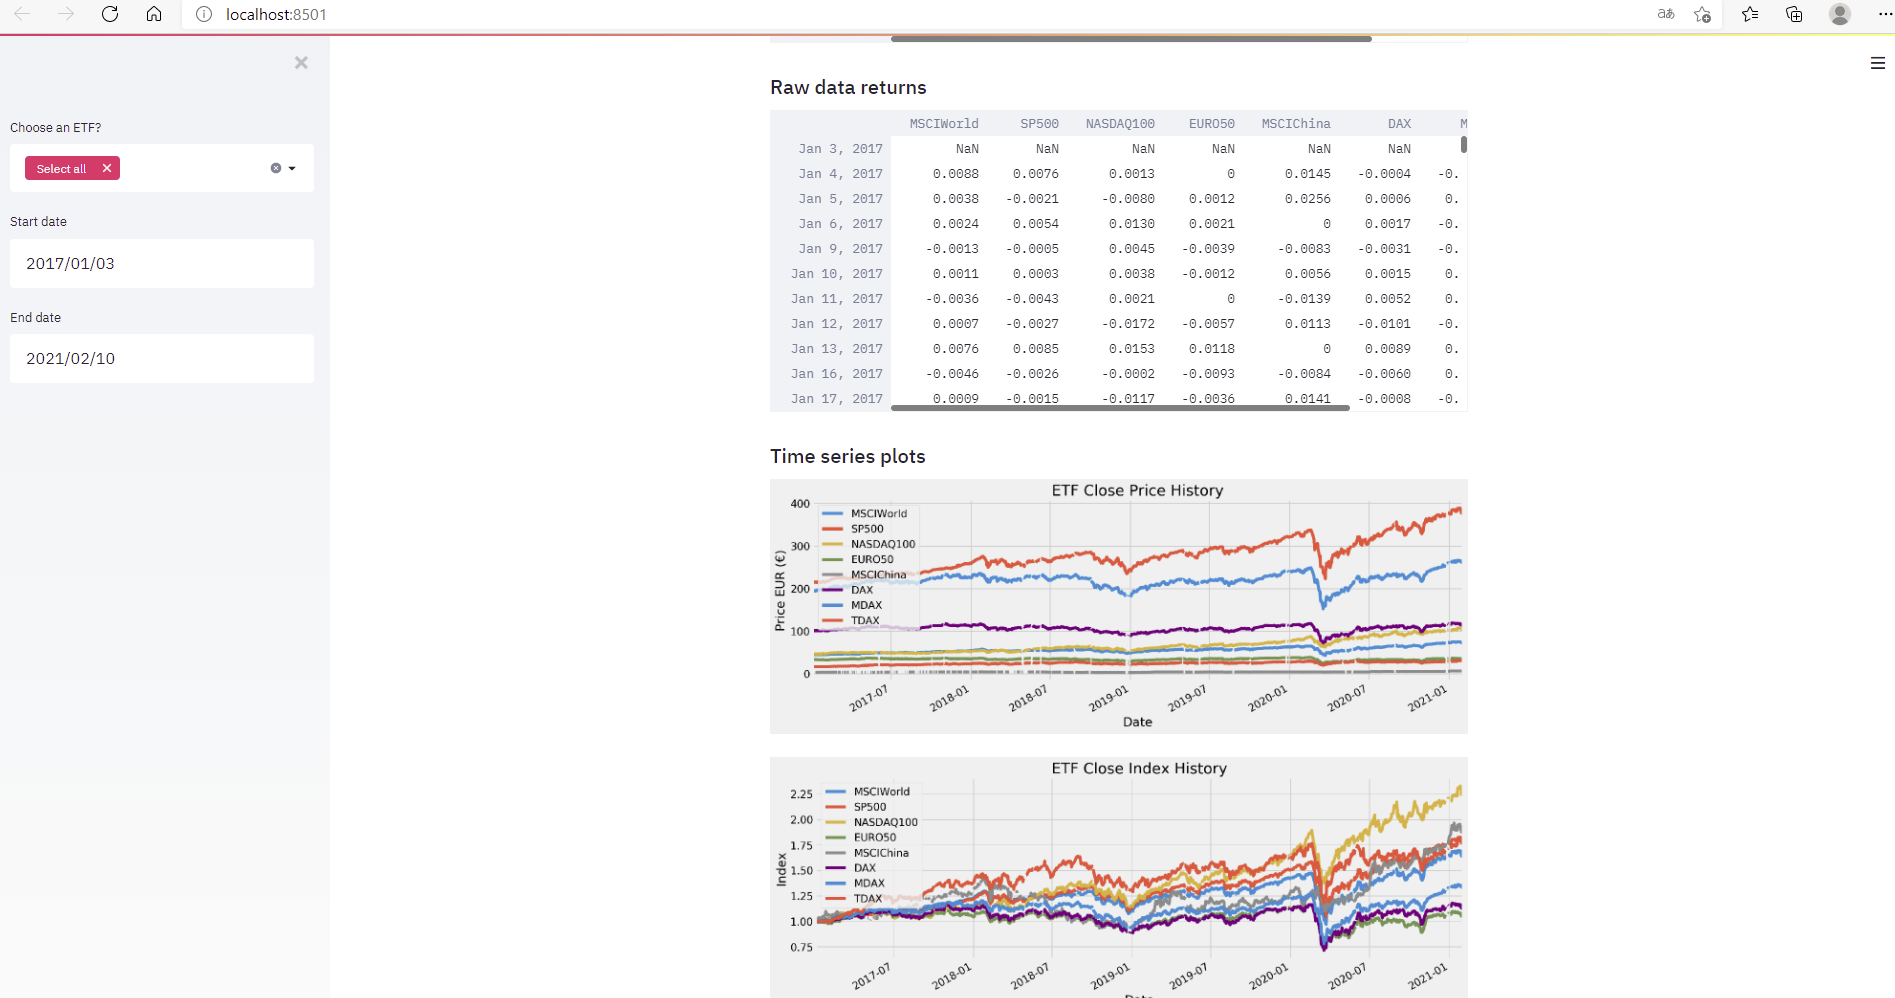 localhost:8501
aあ
Choose an ETF?
Select all
Start date
2017/01/03
End date
2021/02/10
Raw data returns
MSCIWorld SP500 NASDAQ100 EURO50 MSCIChina DAX M
Jan 3, 2017 NaN NaN NaN NaN NaN NaN
Jan 4, 2017 0.0088 0.0076 0.0013 0 0.0145 -0.0004 -0.
Jan 5, 2017 0.0038 -0.0021 -0.0080 0.0012 0.0256 0.0006 0.
Jan 6, 2017 0.0024 0.0054 0.0130 0.0021 0 0.0017 -0.
Jan 9, 2017 -0.0013 -0.0005 0.0045 -0.0039 -0.0083 -0.0031 -0.
Jan 10, 2017 0.0011 0.0003 0.0038 -0.0012 0.0056 0.0015 0.
Jan 11, 2017 -0.0036 -0.0043 0.0021 0 -0.0139 0.0052 0.
Jan 12, 2017 0.0007 -0.0027 -0.0172 -0.0057 0.0113 -0.0101 -0.
Jan 13, 2017 0.0076 0.0085 0.0153 0.0118 0 0.0089 0.
Jan 16, 2017 -0.0046 -0.0026 -0.0002 -0.0093 -0.0084 -0.0060 0.
Jan 17, 2017 0.0009 -0.0015 -0.0117 -0.0036 0.0141 -0.0008 -0.
Time series plots
ETF Close Price History
Price EUR (€)
400
300
200
100
0
MSCIWorld
SP500
NASDAQ100
EURO50
MSCIChina
DAX
MDAX
TDAX
2017-07 2018-01 2018-07 2019-01 2019-07 2020-01 2020-07 2021-01
Date
ETF Close Index History
Index
2.25
2.00
1.75
1.50
1.25
1.00
0.75
MSCIWorld
SP500
NASDAQ100
EURO50
MSCIChina
DAX
MDAX
TDAX
2017-07 2018-01 2018-07 2019-01 2019-07 2020-01 2020-07 2021-01
Date